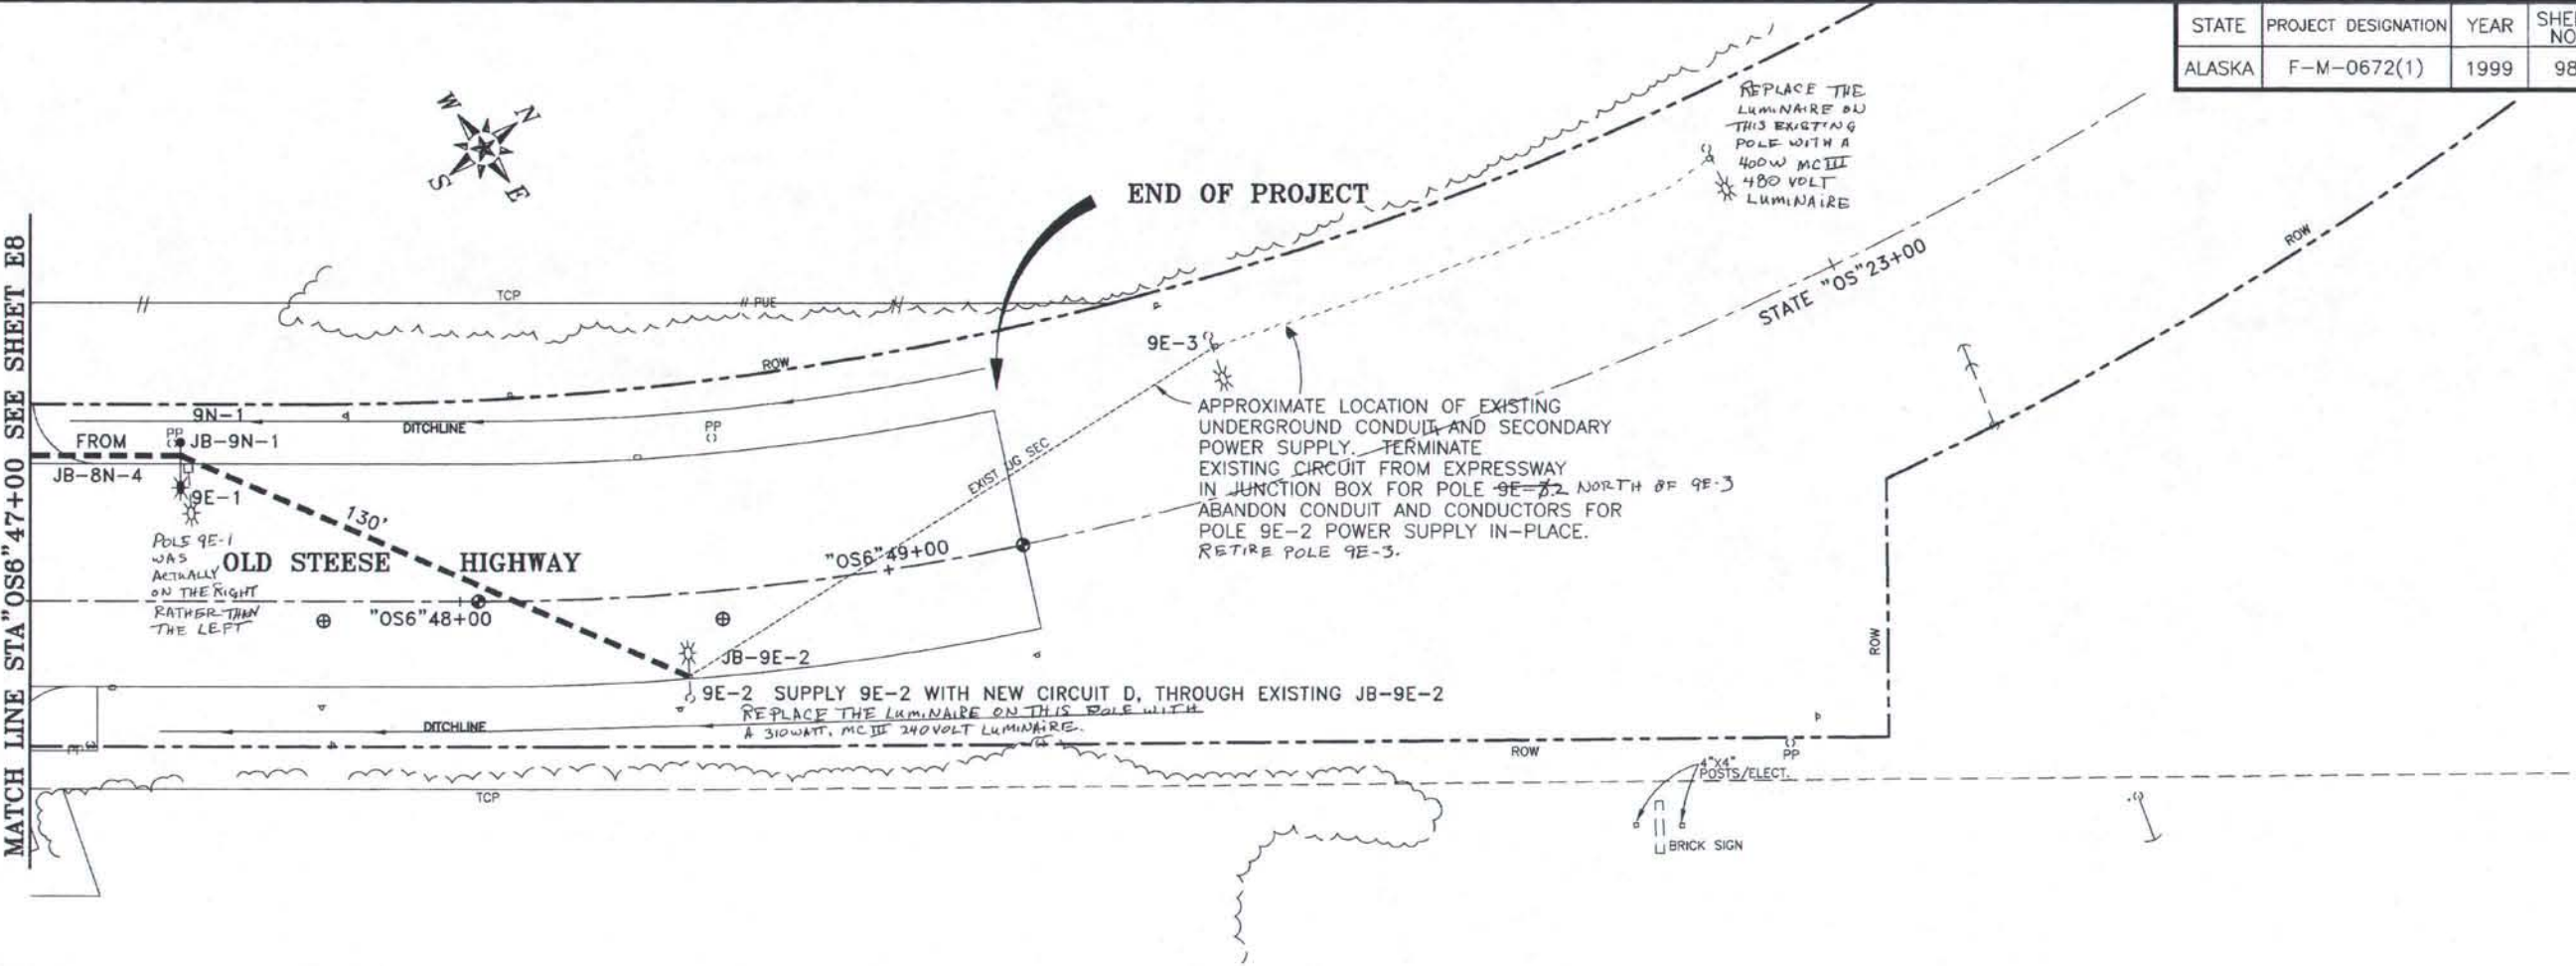 STATE PROJECT DESIGNATION YEAR
ALASKA F-M-0672(1) 1999 98
W N S E
REPLACE THE
LUMINAIRE ON
THIS EXISTING
POLE WITH A
400W MC III
480 VOLT
LUMINAIRE
END OF PROJECT
MATCH LINE STA"OS6"47+00 SEE SHEET E8
TCP
// PUE
ROW
ROW
STATE "OS"23+00
9E-3
9N-1
PP
JB-9N-1
FROM
JB-8N-4
DITCHLINE
PP
9E-1
130'
EXIST UG SEC
APPROXIMATE LOCATION OF EXISTING
UNDERGROUND CONDUIT AND SECONDARY
POWER SUPPLY. TERMINATE
EXISTING CIRCUIT FROM EXPRESSWAY
IN JUNCTION BOX FOR POLE NORTH OF 9E-3
ABANDON CONDUIT AND CONDUCTORS FOR
POLE 9E-2 POWER SUPPLY IN-PLACE.
RETIRE POLE 9E-3.
POLE 9E-1
WAS
ACTUALLY
ON THE RIGHT
RATHER THAN
THE LEFT
OLD STEESE HIGHWAY
"OS6"49+00
"OS6"48+00
JB-9E-2
9E-2 SUPPLY 9E-2 WITH NEW CIRCUIT D, THROUGH EXISTING JB-9E-2
REPLACE THE LUMINAIRE ON THIS POLE WITH
A 310WATT, MC III 240VOLT LUMINAIRE.
DITCHLINE
PP
ROW
ROW
PP
4"X4"
POSTS/ELECT.
TCP
BRICK SIGN